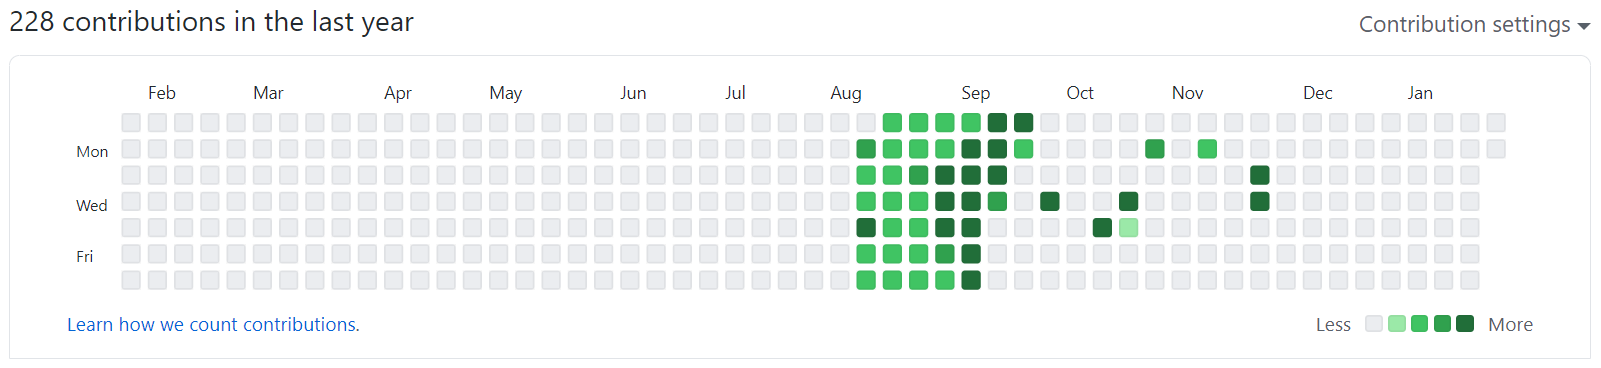 228 contributions in the last year
Contribution settings
Feb Mar Apr May Jun Jul Aug Sep Oct Nov Dec Jan
Mon
Wed
Fri
Learn how we count contributions.
Less More